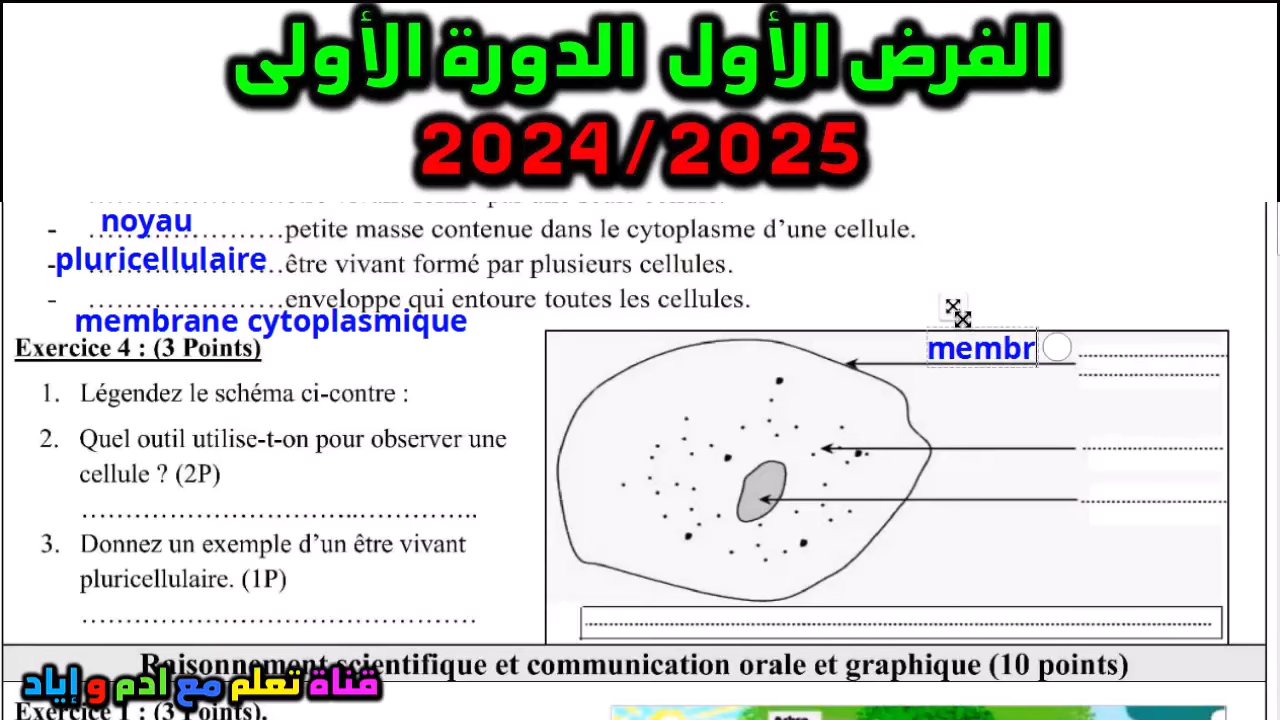 الفرض الأول الدورة الأولى
2024/2025
- noyau …………………petite masse contenue dans le cytoplasme d’une cellule.
- pluricellulaire …………………être vivant formé par plusieurs cellules.
- …………………enveloppe qui entoure toutes les cellules.
membrane cytoplasmique
Exercice 4 : (3 Points)
membr
1. Légendez le schéma ci-contre :
2. Quel outil utilise-t-on pour observer une
cellule ? (2P)
3. Donnez un exemple d’un être vivant
pluricellulaire. (1P)
Raisonnement scientifique et communication orale et graphique (10 points)
قناة تعلم مع آدم و إياد
Exercice 1 : (3 Points).